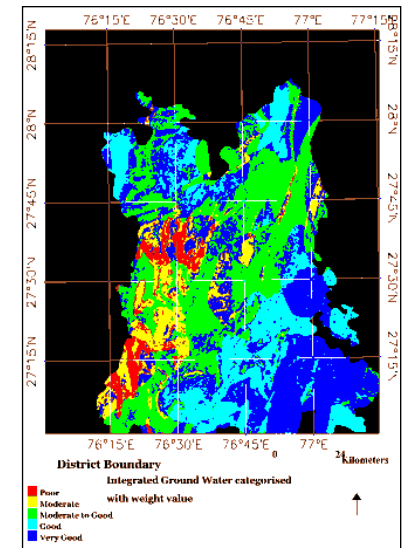 76°15'E 76°30'E 76°45'E 77°E 77°15'E
28°15'N 28°15'N
28°N 28°N
27°45'N 27°45'N
27°30'N 27°30'N
27°15'N 27°15'N
76°15'E 76°30'E 76°45'E 77°E
0 24 Kilometers
District Boundary
Integrated Ground Water categorised
with weight value
Poor
Moderate
Moderate to Good
Good
Very Good